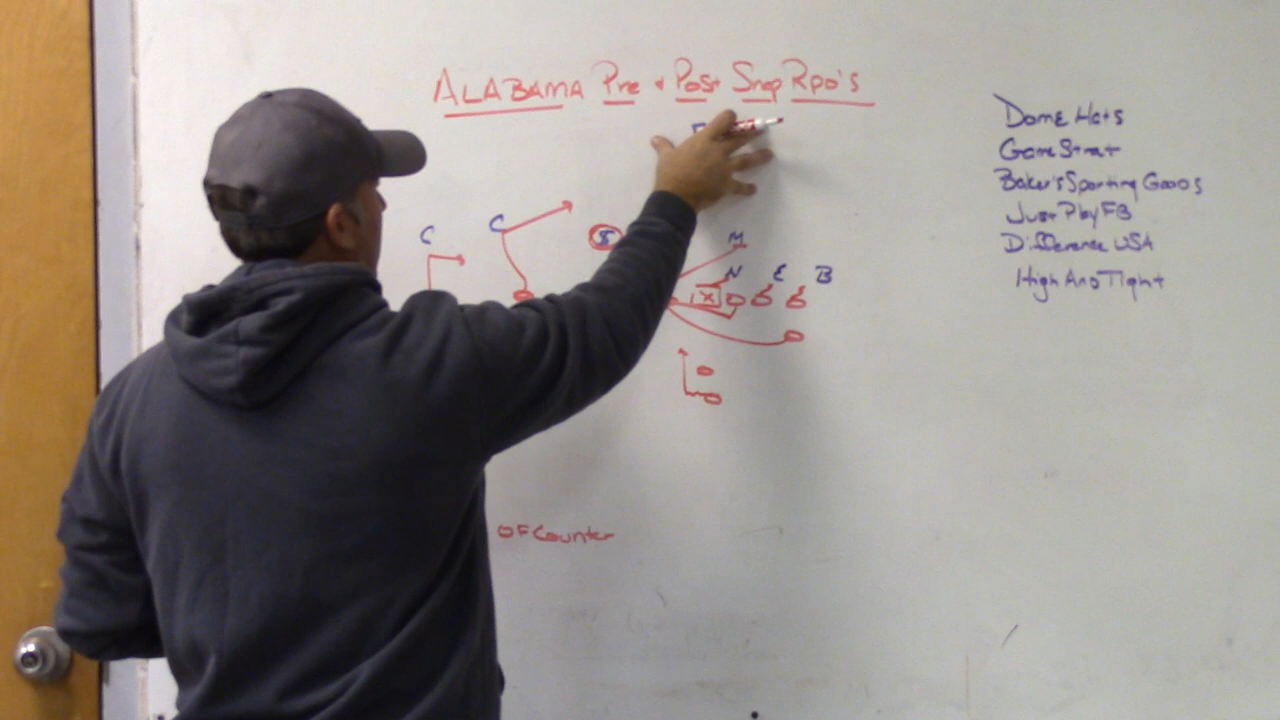 ALABAMA Pre + Post Snap Rpo's
Dome Hats
Game Strat
Baker's Sporting Goods
Just Play FB
Difference USA
High And Tight
F
C C S M
N E B
X
OF Counter